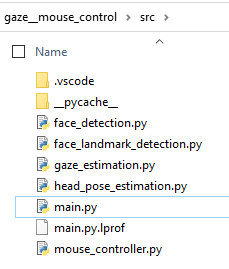 gaze__mouse_control > src >
Name
.vscode
__pycache__
face_detection.py
face_landmark_detection.py
gaze_estimation.py
head_pose_estimation.py
main.py
main.py.lprof
mouse_controller.py